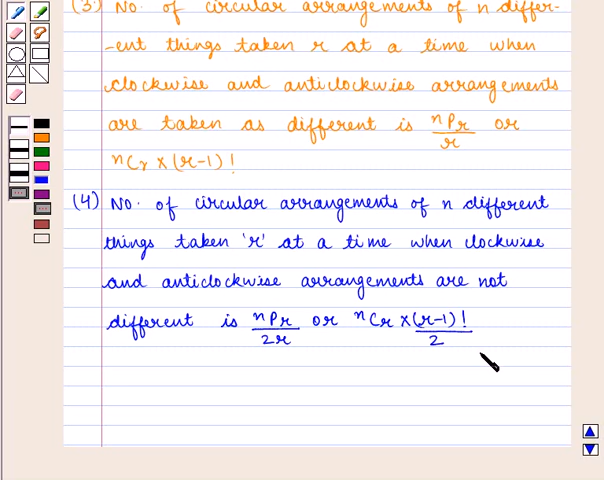 (3.) No. of circular arrangements of n differ-
-ent things taken r at a time when
clockwise and anticlockwise arrangements
are taken as different is nPr/r or
nCr × (r-1)!
(4) No. of circular arrangements of n different
things taken 'r' at a time when clockwise
and anticlockwise arrangements are not
different is nPr/2r or nCr × (r-1)!/2